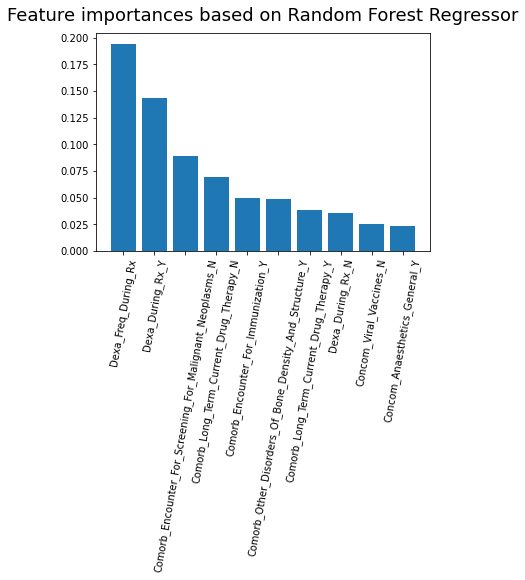 Feature importances based on Random Forest Regressor
0.200
0.175
0.150
0.125
0.100
0.075
0.050
0.025
0.000
Dexa_Freq_During_Rx
Dexa_During_Rx_Y
Comorb_Encounter_For_Screening_For_Malignant_Neoplasms_N
Comorb_Long_Term_Current_Drug_Therapy_N
Comorb_Encounter_For_Immunization_Y
Comorb_Other_Disorders_Of_Bone_Density_And_Structure_Y
Comorb_Long_Term_Current_Drug_Therapy_Y
Dexa_During_Rx_N
Concom_Viral_Vaccines_N
Concom_Anaesthetics_General_Y